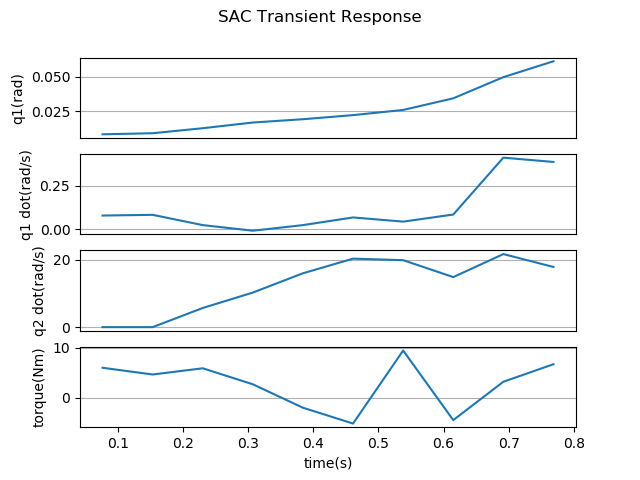 SAC Transient Response
q1(rad)
0.050
0.025
q1 dot(rad/s)
0.25
0.00
q2 dot(rad/s)
20
0
torque(Nm)
10
0
0.1 0.2 0.3 0.4 0.5 0.6 0.7 0.8
time(s)